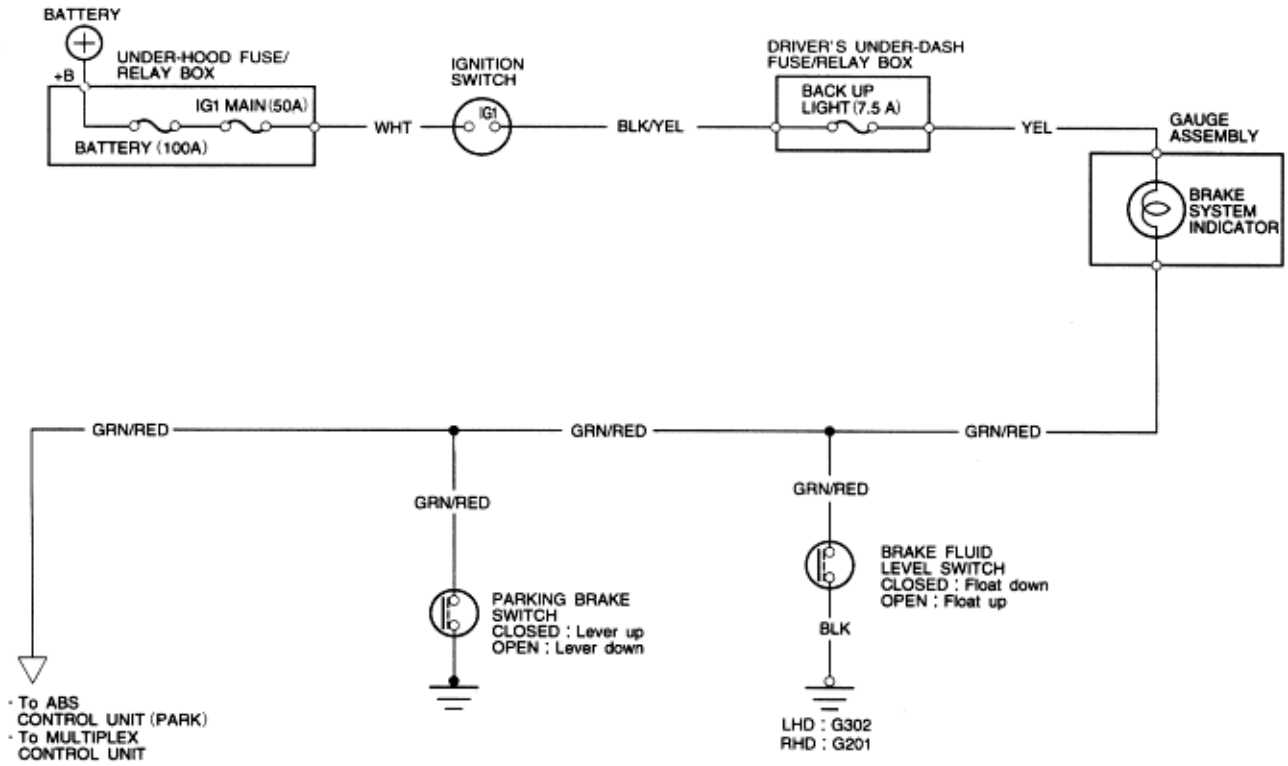 BATTERY
+B
UNDER-HOOD FUSE/
RELAY BOX
IG1 MAIN (50A)
BATTERY (100A)
WHT
IGNITION
SWITCH
IG1
BLK/YEL
DRIVER'S UNDER-DASH
FUSE/RELAY BOX
BACK UP
LIGHT (7.5 A)
YEL
GAUGE
ASSEMBLY
BRAKE
SYSTEM
INDICATOR
GRN/RED
GRN/RED
GRN/RED
GRN/RED
GRN/RED
PARKING BRAKE
SWITCH
CLOSED : Lever up
OPEN : Lever down
BRAKE FLUID
LEVEL SWITCH
CLOSED : Float down
OPEN : Float up
BLK
LHD : G302
RHD : G201
· To ABS
CONTROL UNIT (PARK)
· To MULTIPLEX
CONTROL UNIT